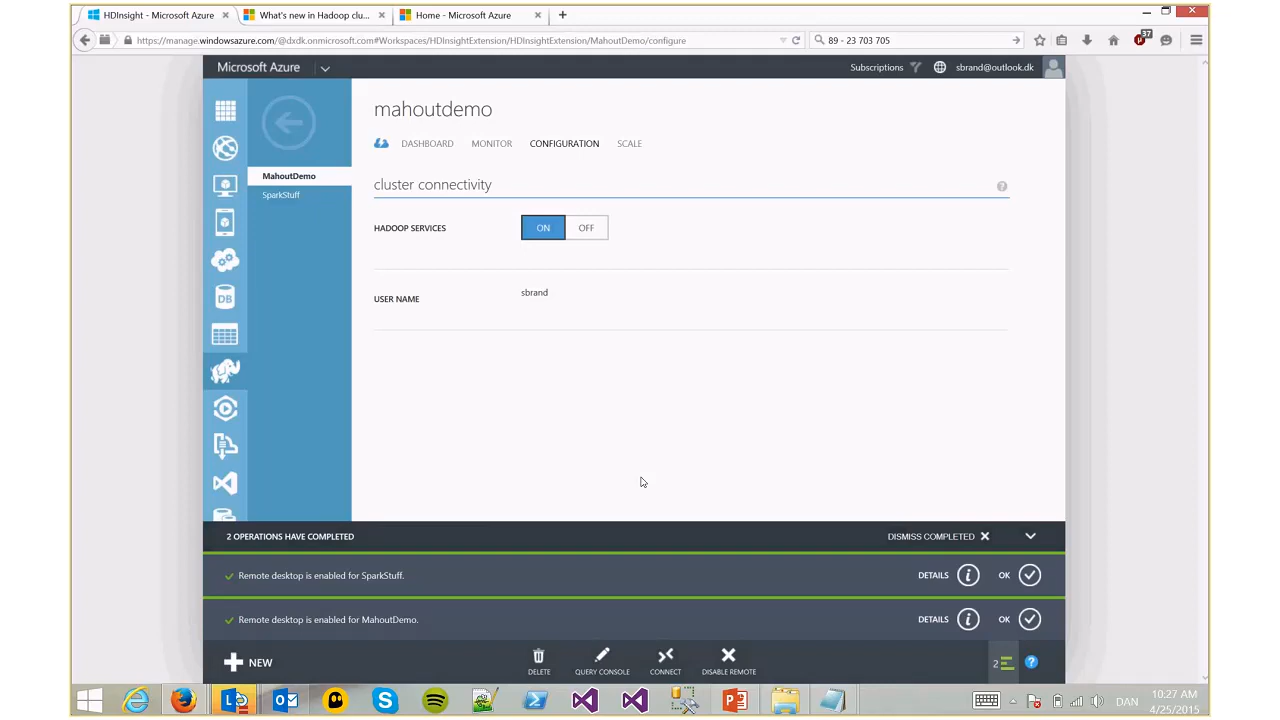 HDInsight - Microsoft Azure
What's new in Hadoop clu...
Home - Microsoft Azure
https://manage.windowsazure.com/@dxdk.onmicrosoft.com#Workspaces/HDInsightExtension/HDInsightExtension/MahoutDemo/configure
89 - 23 703 705
37
Microsoft Azure
Subscriptions
sbrand@outlook.dk
mahoutdemo
DASHBOARD MONITOR CONFIGURATION SCALE
MahoutDemo
SparkStuff
cluster connectivity
?
HADOOP SERVICES
ON OFF
USER NAME
sbrand
DB
2 OPERATIONS HAVE COMPLETED
DISMISS COMPLETED
Remote desktop is enabled for SparkStuff.
DETAILS i OK
Remote desktop is enabled for MahoutDemo.
DETAILS i OK
NEW
DELETE
QUERY CONSOLE
CONNECT
DISABLE REMOTE
2
?
DAN
10:27 AM
4/25/2015